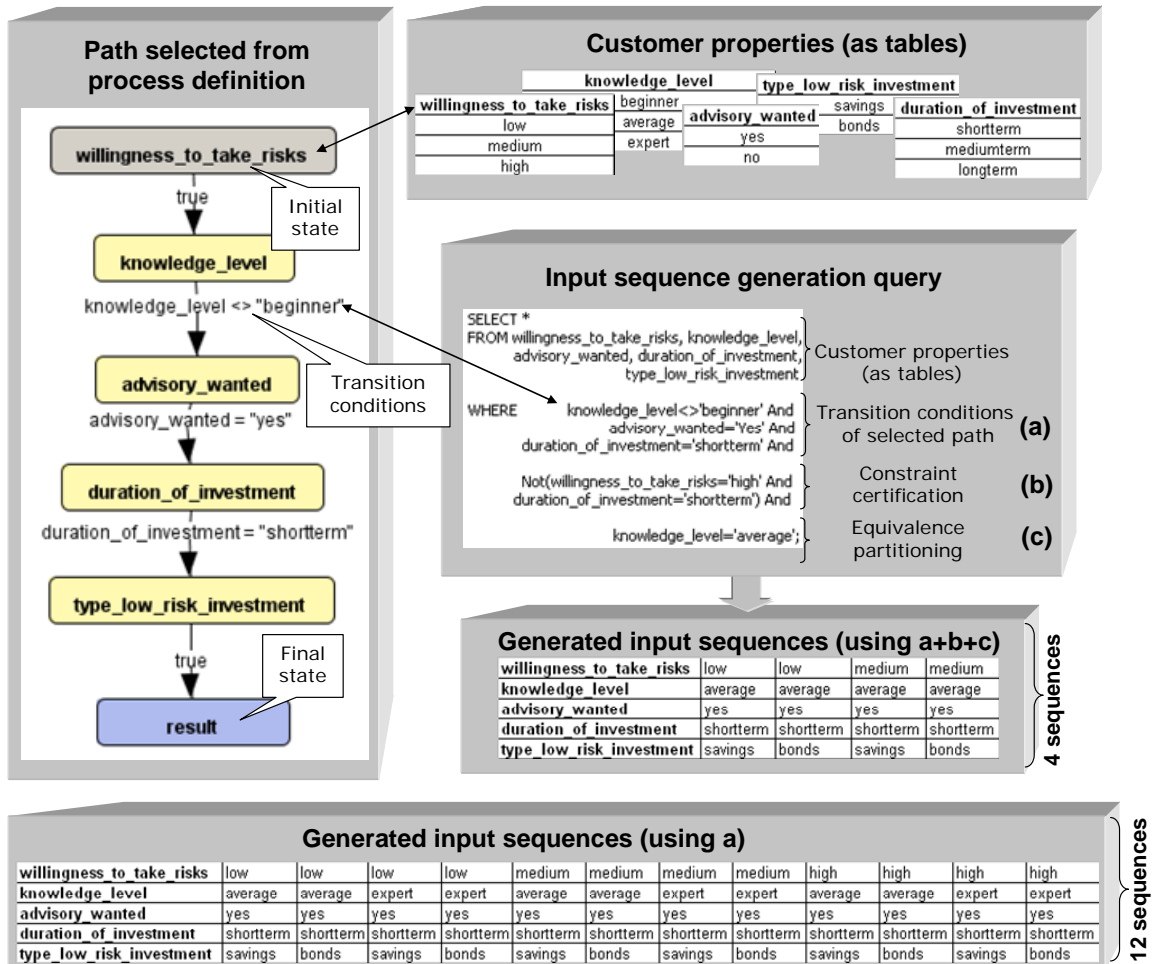 Path selected from
process definition
willingness_to_take_risks
true
Initial
state
knowledge_level
knowledge_level <> "beginner"
Transition
conditions
advisory_wanted
advisory_wanted = "yes"
duration_of_investment
duration_of_investment = "shortterm"
type_low_risk_investment
true
Final
state
result
Customer properties (as tables)
willingness_to_take_risks
low
medium
high
knowledge_level
beginner
average
expert
advisory_wanted
yes
no
type_low_risk_investment
savings
bonds
duration_of_investment
shortterm
mediumterm
longterm
Input sequence generation query
SELECT *
FROM willingness_to_take_risks, knowledge_level,
advisory_wanted, duration_of_investment,
type_low_risk_investment
Customer properties
(as tables)
WHERE knowledge_level<>'beginner' And
advisory_wanted='Yes' And
duration_of_investment='shortterm' And
Transition conditions
of selected path (a)
Not(willingness_to_take_risks='high' And
duration_of_investment='shortterm') And
Constraint
certification (b)
knowledge_level='average';
Equivalence
partitioning (c)
Generated input sequences (using a+b+c)
willingness_to_take_risks low low medium medium
knowledge_level average average average average
advisory_wanted yes yes yes yes
duration_of_investment shortterm shortterm shortterm shortterm
type_low_risk_investment savings bonds savings bonds
4 sequences
Generated input sequences (using a)
willingness_to_take_risks low low low low medium medium medium medium high high high high
knowledge_level average average expert expert average average expert expert average average expert expert
advisory_wanted yes yes yes yes yes yes yes yes yes yes yes yes
duration_of_investment shortterm shortterm shortterm shortterm shortterm shortterm shortterm shortterm shortterm shortterm shortterm shortterm
type_low_risk_investment savings bonds savings bonds savings bonds savings bonds savings bonds savings bonds
12 sequences